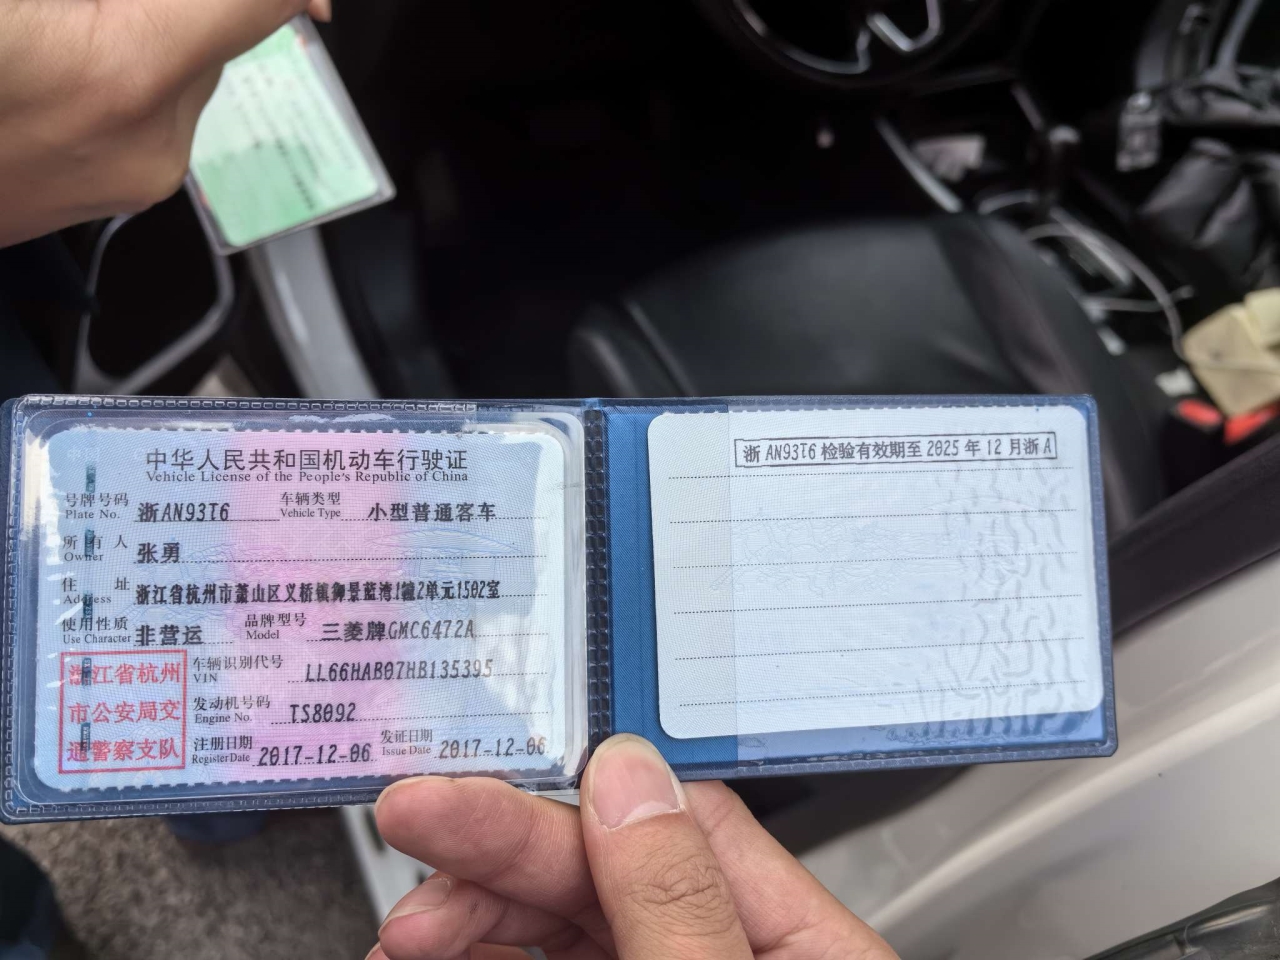 中华人民共和国机动车行驶证
Vehicle License of the People's Republic of China
号牌号码 浙AN93T6 车辆类型 小型普通客车
Plate No. Vehicle Type
所有人 张勇
Owner
住址 浙江省杭州市萧山区义桥镇御景蓝湾1幢2单元1502室
Address
使用性质 非营运 品牌型号 三菱牌GMC6472A
Use Character Model
车辆识别代号 LL66HAB07HB135395
VIN
发动机号码 TS8092
Engine No.
注册日期 2017-12-06 发证日期 2017-12-06
Register Date Issue Date
浙江省杭州
市公安局交
通警察支队
浙AN93T6 检验有效期至 2025 年 12 月浙A